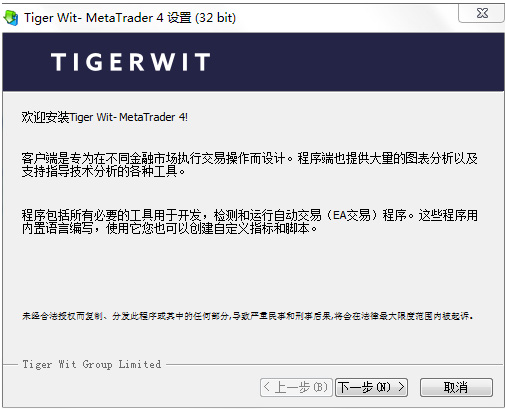 Tiger Wit- MetaTrader 4 设置 (32 bit)
TIGERWIT
欢迎安装Tiger Wit- MetaTrader 4!
客户端是专为在不同金融市场执行交易操作而设计。程序端也提供大量的图表分析以及
支持指导技术分析的各种工具。
程序包括所有必要的工具用于开发，检测和运行自动交易（EA交易）程序。这些程序用
内置语言编写，使用它您也可以创建自定义指标和脚本。
未经合法授权而复制、分发此程序或其中的任何部分,导致严重民事和刑事后果,将会在法律最大限度范围内被起诉。
Tiger Wit Group Limited
< 上一步(B) 下一步(N) > 取消